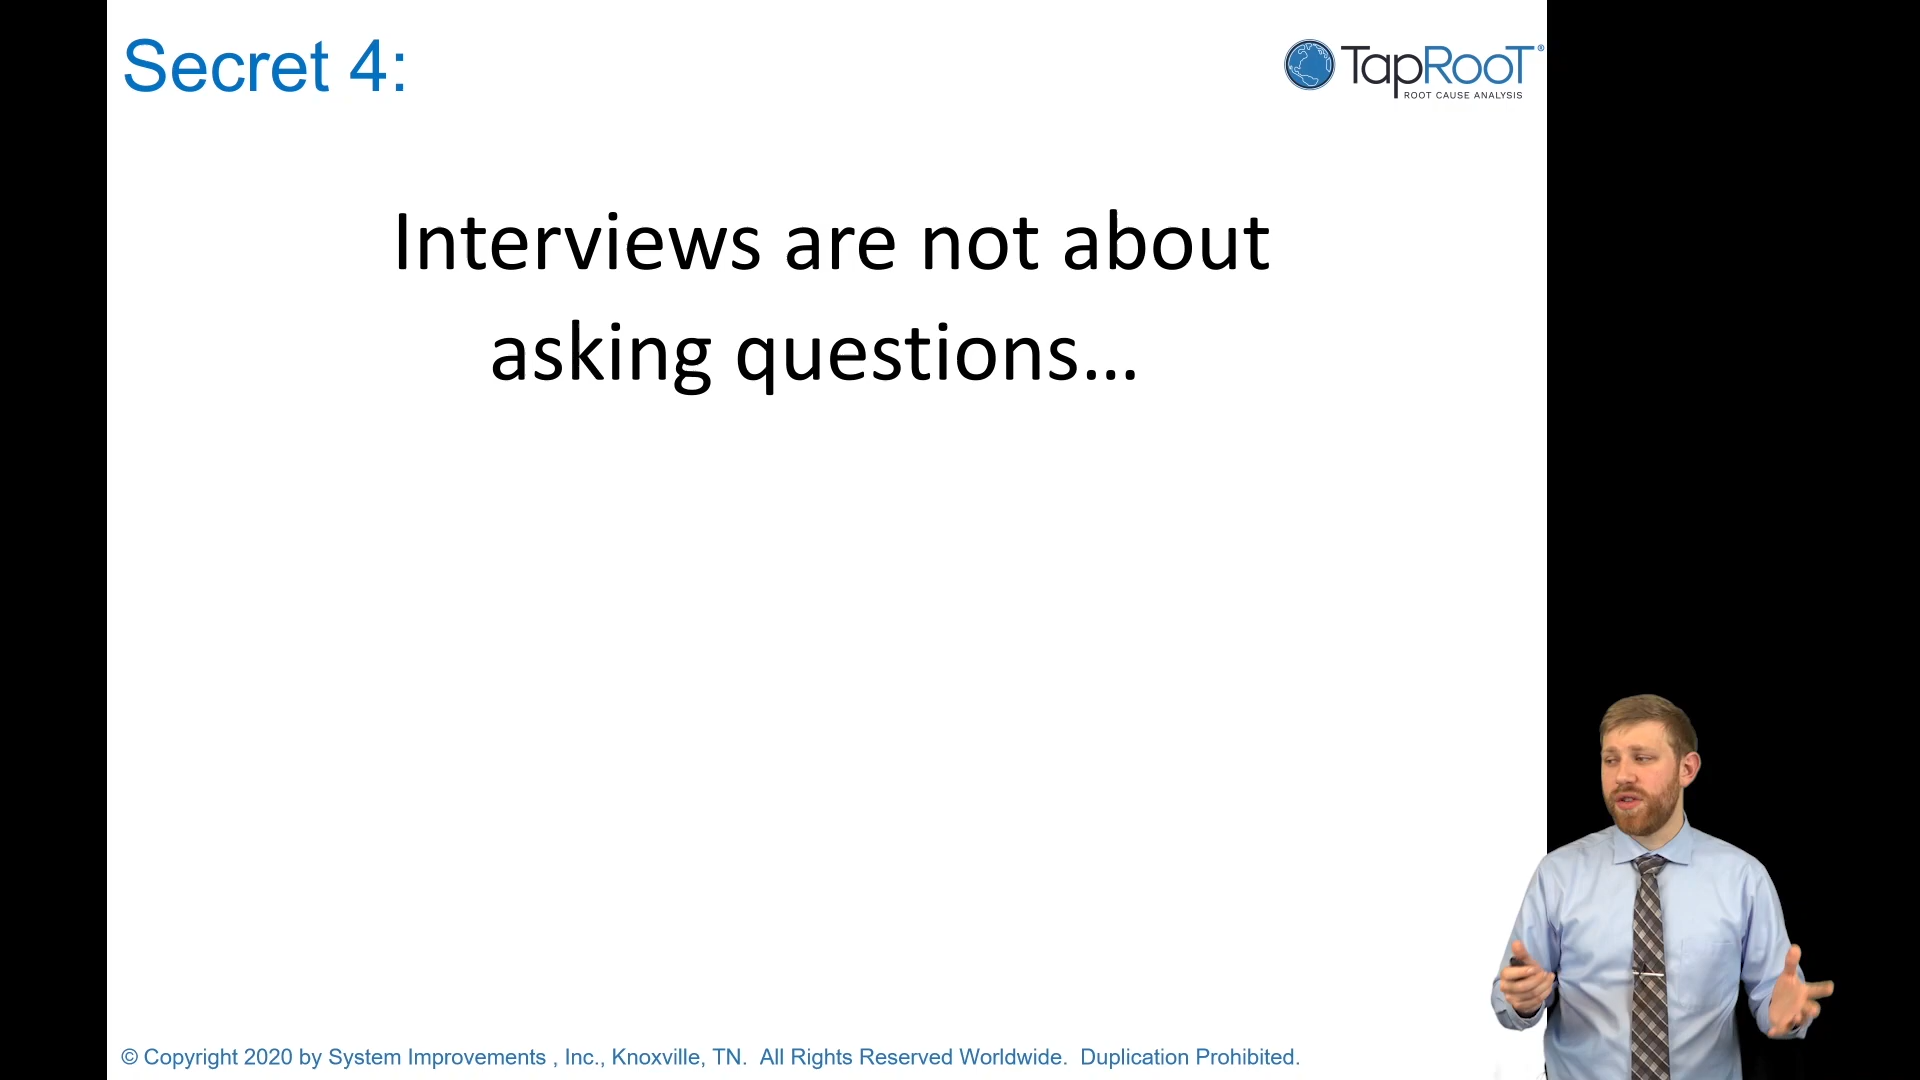 Secret 4:
TapRooT®
ROOT CAUSE ANALYSIS
Interviews are not about
asking questions...
© Copyright 2020 by System Improvements , Inc., Knoxville, TN. All Rights Reserved Worldwide. Duplication Prohibited.